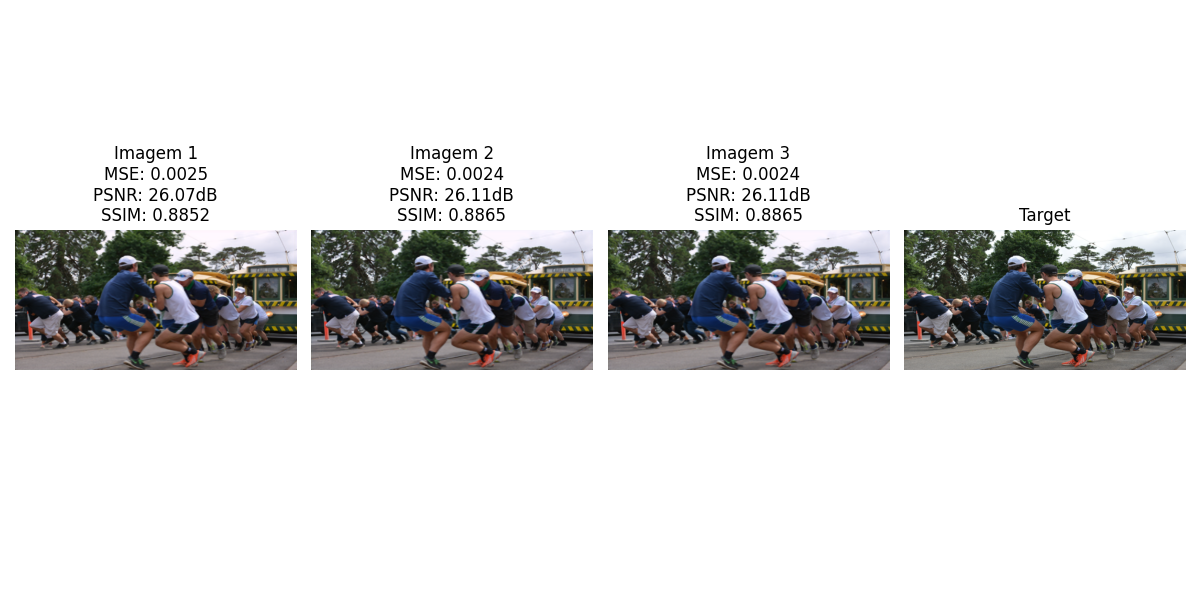 Imagem 1
MSE: 0.0025
PSNR: 26.07dB
SSIM: 0.8852
Imagem 2
MSE: 0.0024
PSNR: 26.11dB
SSIM: 0.8865
Imagem 3
MSE: 0.0024
PSNR: 26.11dB
SSIM: 0.8865
Target